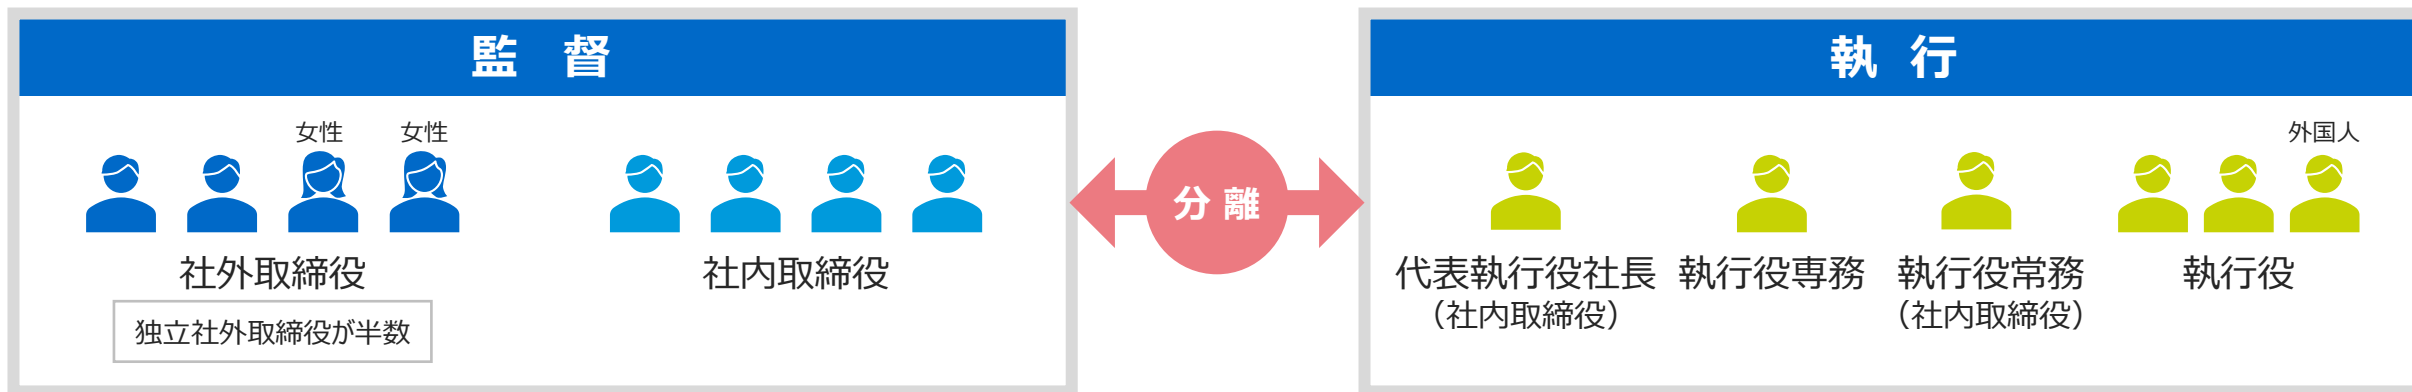 監 督
女性 女性
社外取締役
独立社外取締役が半数
社内取締役
分 離
執 行
外国人
代表執行役社長
（社内取締役）
執行役専務
執行役常務
（社内取締役）
執行役